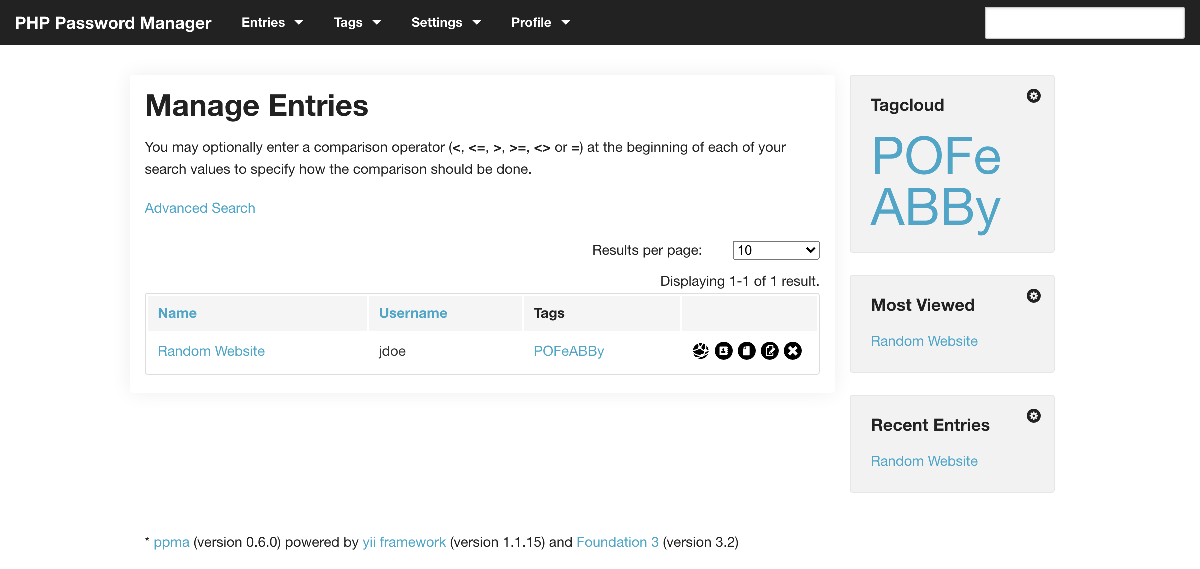 PHP Password Manager Entries Tags Settings Profile
Manage Entries
You may optionally enter a comparison operator (<, <=, >, >=, <> or =) at the beginning of each of your
search values to specify how the comparison should be done.
Advanced Search
Results per page: 10
Displaying 1-1 of 1 result.
Name Username Tags
Random Website jdoe POFeABBy
Tagcloud
POFe
ABBy
Most Viewed
Random Website
Recent Entries
Random Website
* ppma (version 0.6.0) powered by yii framework (version 1.1.15) and Foundation 3 (version 3.2)